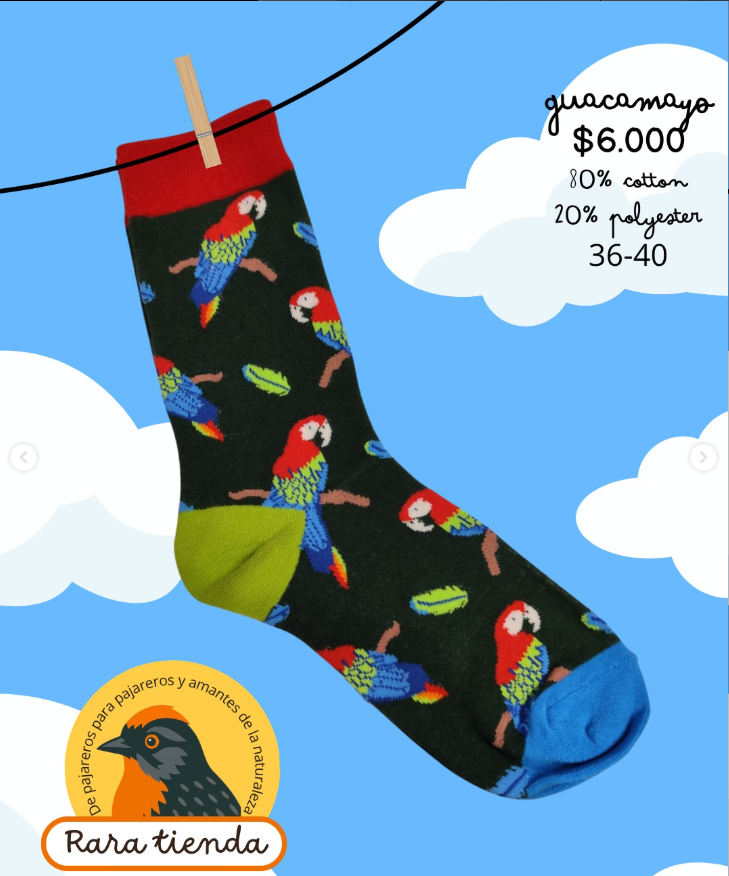 guacamayo
$6.000
80% cotton
20% polyester
36-40
De pajareros para pajareros y amantes de la naturaleza
Rara tienda